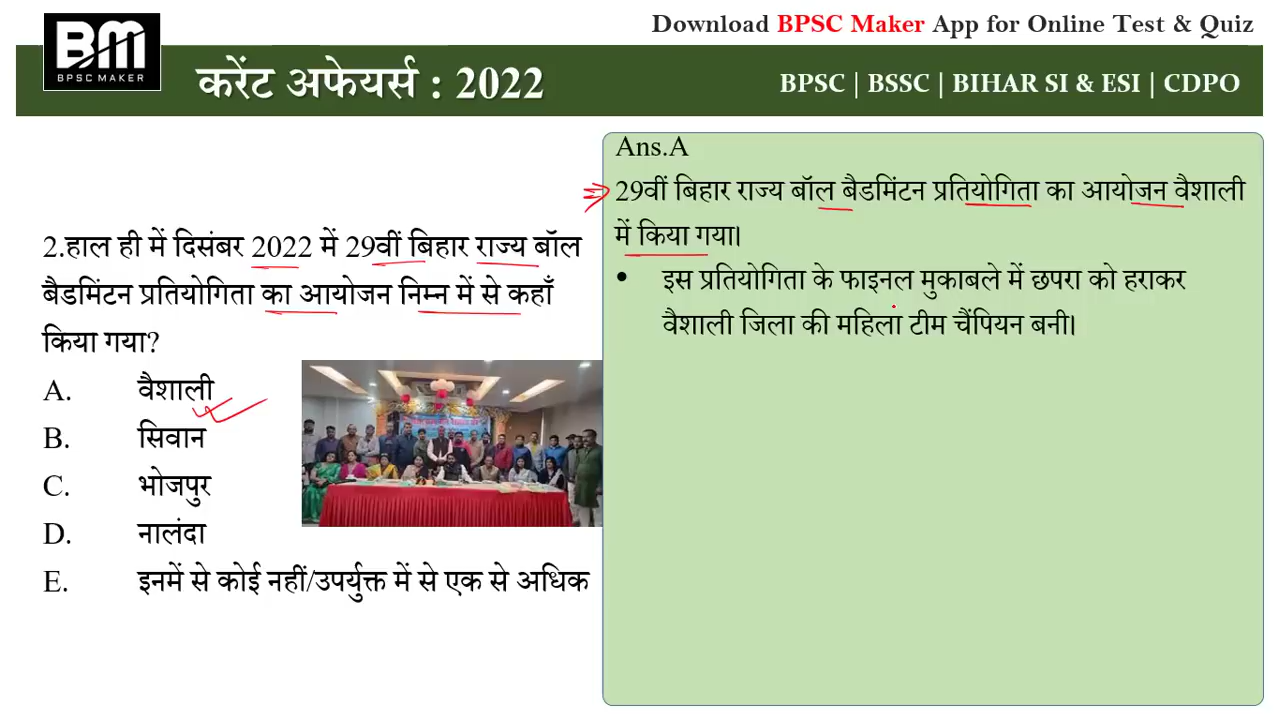 Download BPSC Maker App for Online Test & Quiz
BM
BPSC MAKER
करेंट अफेयर्स : 2022
BPSC | BSSC | BIHAR SI & ESI | CDPO
2.हाल ही में दिसंबर 2022 में 29वीं बिहार राज्य बॉल
बैडमिंटन प्रतियोगिता का आयोजन निम्न में से कहाँ
किया गया?
A. वैशाली
B. सिवान
C. भोजपुर
D. नालंदा
E. इनमें से कोई नहीं/उपर्युक्त में से एक से अधिक
Ans.A
29वीं बिहार राज्य बॉल बैडमिंटन प्रतियोगिता का आयोजन वैशाली
में किया गया।
• इस प्रतियोगिता के फाइनल मुकाबले में छपरा को हराकर
वैशाली जिला की महिला टीम चैंपियन बनी।